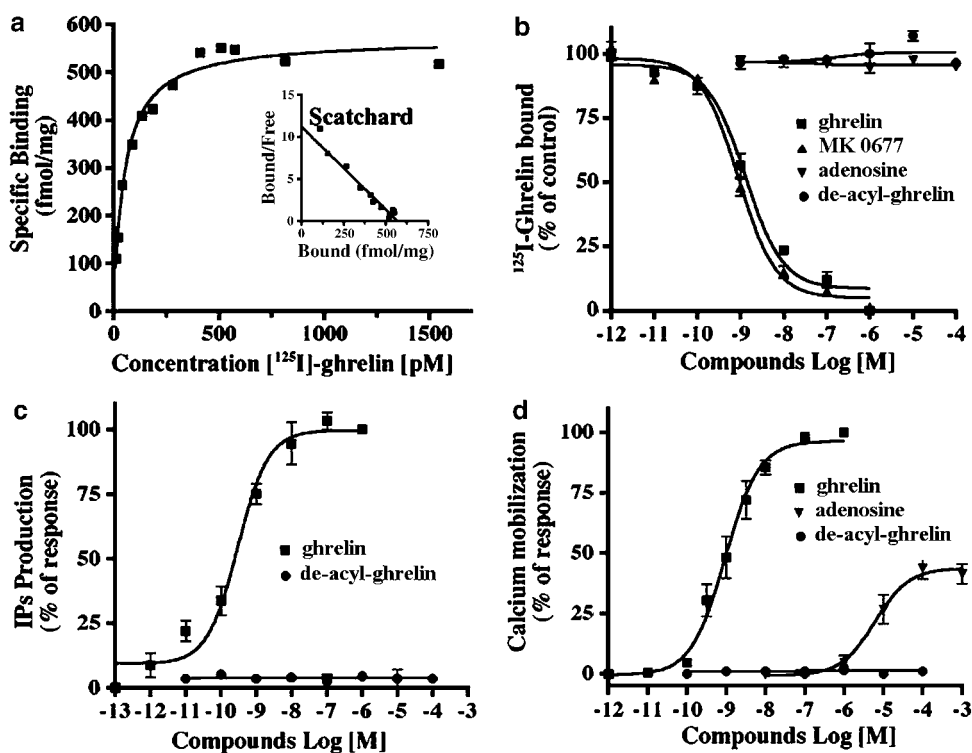 a
600
500
400
300
200
100
0
Specific Binding
(fmol/mg)
0 500 1000 1500
Concentration [¹²⁵I]-ghrelin [pM]
Scatchard
15
10
5
0
Bound/Free
0 250 500 750
Bound (fmol/mg)
b
100
75
50
25
0
¹²⁵I-Ghrelin bound
(% of control)
ghrelin
MK 0677
adenosine
de-acyl-ghrelin
-12 -11 -10 -9 -8 -7 -6 -5 -4
Compounds Log [M]
c
100
75
50
25
0
IPs Production
(% of response)
ghrelin
de-acyl-ghrelin
-13 -12 -11 -10 -9 -8 -7 -6 -5 -4 -3
Compounds Log [M]
d
100
75
50
25
0
Calcium mobilization
(% of response)
ghrelin
adenosine
de-acyl-ghrelin
-12 -11 -10 -9 -8 -7 -6 -5 -4 -3
Compounds Log [M]